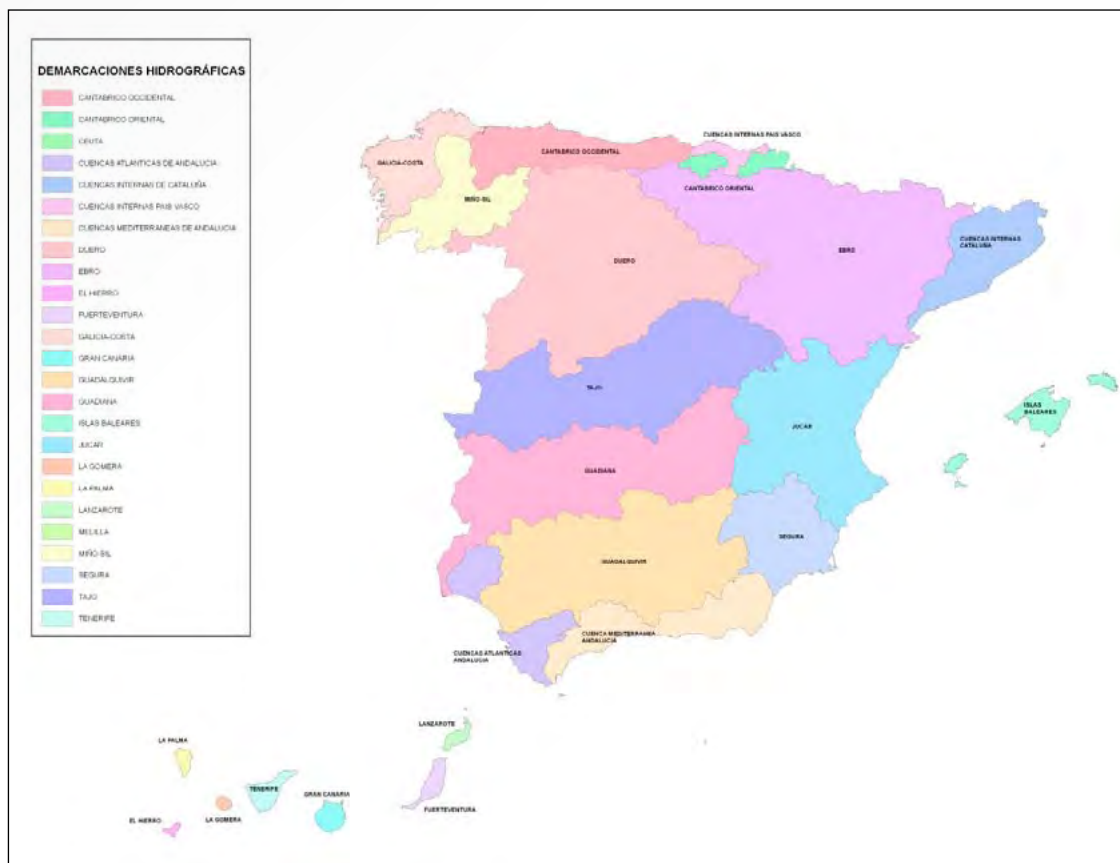 DEMARCACIONES HIDROGRÁFICAS
CANTABRICO OCCIDENTAL
CANTABRICO ORIENTAL
CEUTA
CUENCAS ATLANTICAS DE ANDALUCIA
CUENCAS INTERNAS DE CATALUÑA
CUENCAS INTERNAS PAIS VASCO
CUENCAS MEDITERRANEAS DE ANDALUCIA
DUERO
EBRO
EL HIERRO
FUERTEVENTURA
GALICIA-COSTA
GRAN CANARIA
GUADALQUIVIR
GUADIANA
ISLAS BALEARES
JUCAR
LA GOMERA
LA PALMA
LANZAROTE
MELILLA
MIÑO-SIL
SEGURA
TAJO
TENERIFE
CUENCAS INTERNAS PAIS VASCO
CANTABRICO OCCIDENTAL
GALICIA-COSTA
CANTABRICO ORIENTAL
MIÑO-SIL
CUENCAS INTERNAS
CATALUÑA
EBRO
DUERO
TAJO
ISLAS
BALEARES
JUCAR
GUADIANA
SEGURA
GUADALQUIVIR
CUENCA MEDITERRANEA
ANDALUCIA
CUENCAS ATLANTICAS
ANDALUCIA
LANZAROTE
LA PALMA
TENERIFE
GRAN CANARIA
FUERTEVENTURA
EL HIERRO
LA GOMERA